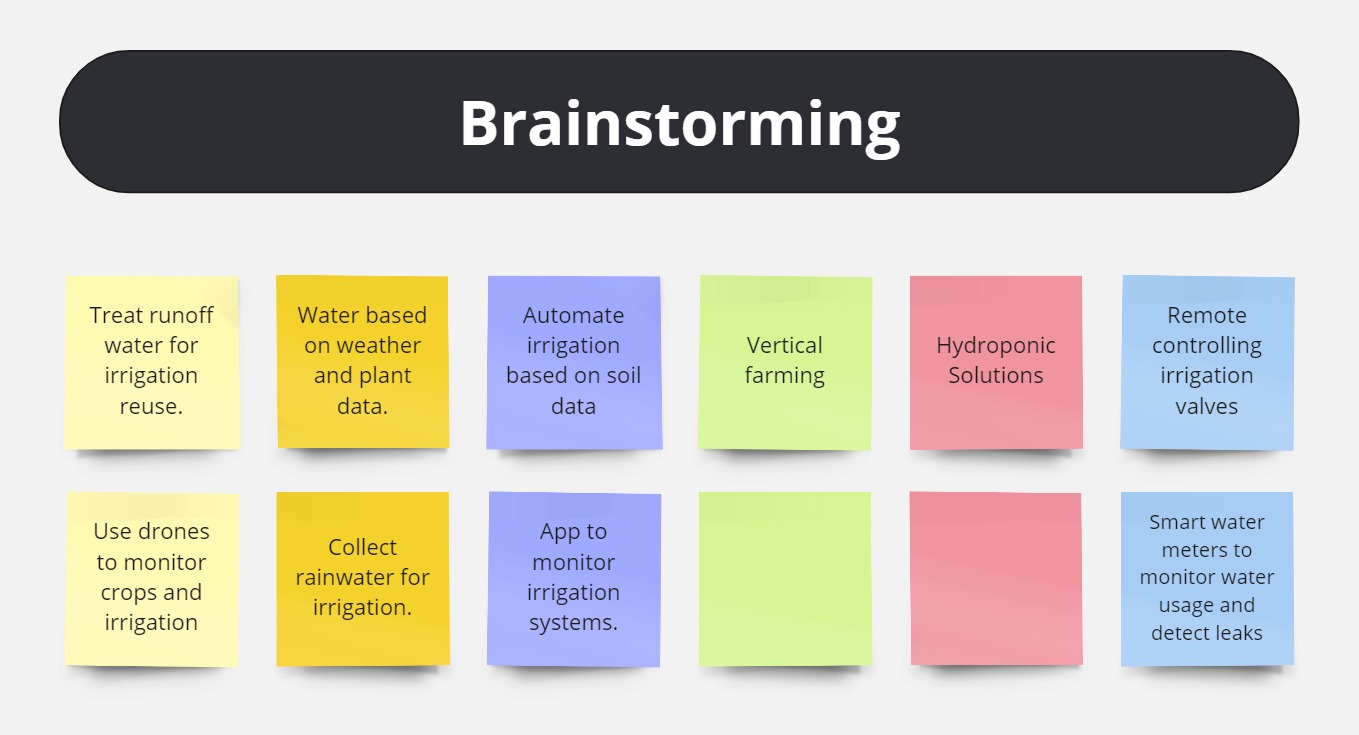 Brainstorming
Treat runoff
water for
irrigation
reuse.
Water based
on weather
and plant
data.
Automate
irrigation
based on soil
data
Vertical
farming
Hydroponic
Solutions
Remote
controlling
irrigation
valves
Use drones
to monitor
crops and
irrigation
Collect
rainwater for
irrigation.
App to
monitor
irrigation
systems.
Smart water
meters to
monitor water
usage and
detect leaks